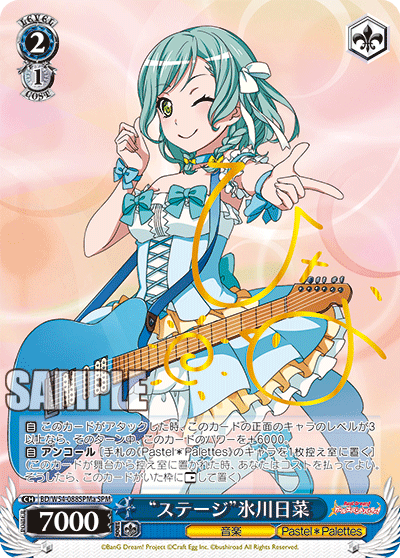 LEVEL
2
1
COST
ひな
SAMPLE
自 このカードがアタックした時、このカードの正面のキャラのレベルが3
以上なら、そのターン中、このカードのパワーを+6000。
自 アンコール [手札の《Pastel*Palettes》のキャラを1枚控え室に置く]
(このカードが舞台から控え室に置かれた時、あなたはコストを払ってよ
い。そうしたら、このカードがいた枠に[レスト]して置く)
CH BD/W54-088SPMa SPM
POWER
7000
“ステージ”氷川日菜
音楽
Pastel*Palettes
©BanG Dream! Project ©Craft Egg Inc. ©bushiroad All Rights Reserved.